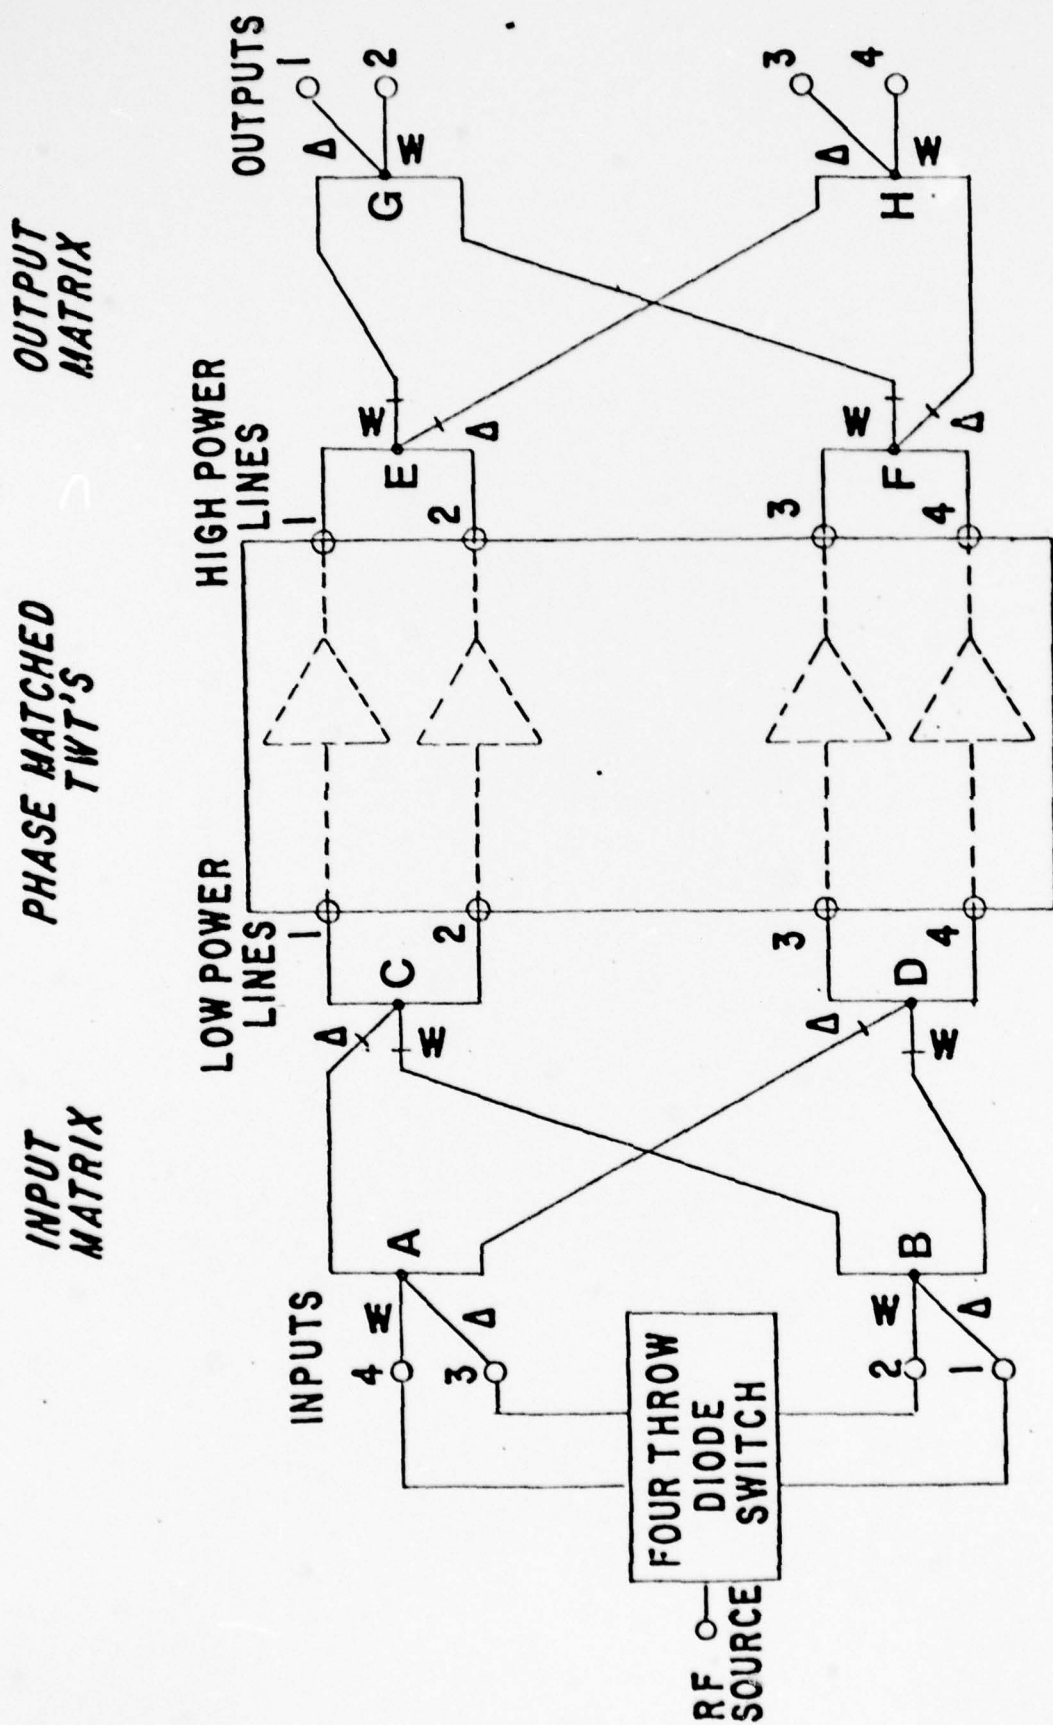 INPUT
MATRIX
PHASE MATCHED
TWT'S
OUTPUT
MATRIX
INPUTS
LOW POWER
LINES
HIGH POWER
LINES
OUTPUTS
4
Σ
A
3
Δ
Δ
C
Σ
1
2
1
2
E
Σ
Δ
G
Δ
Σ
1
2
FOUR THROW
DIODE
SWITCH
RF
SOURCE
2
Σ
B
1
Δ
Δ
D
Σ
3
4
3
4
F
Σ
Δ
H
Δ
Σ
3
4